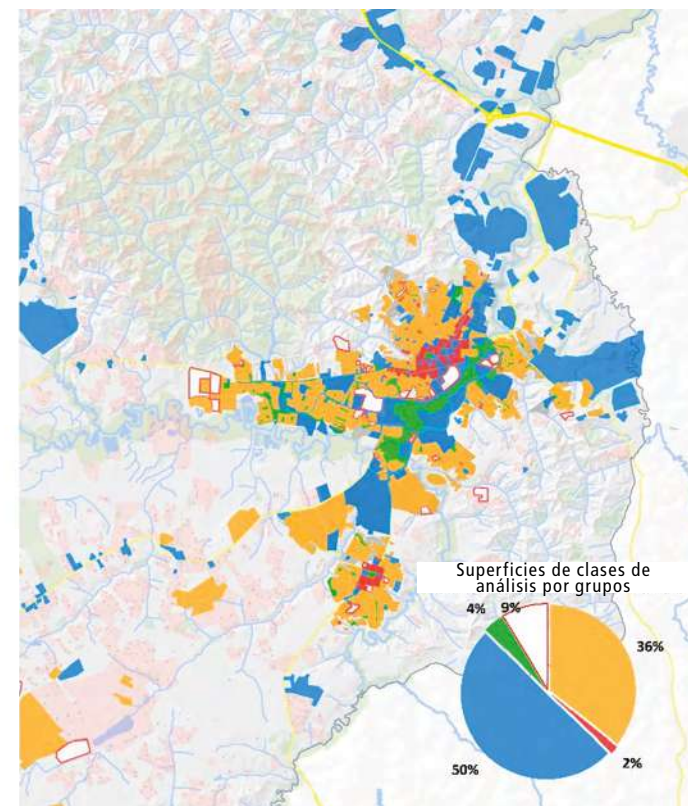 Superficies de clases de
análisis por grupos
4%
9%
36%
2%
50%